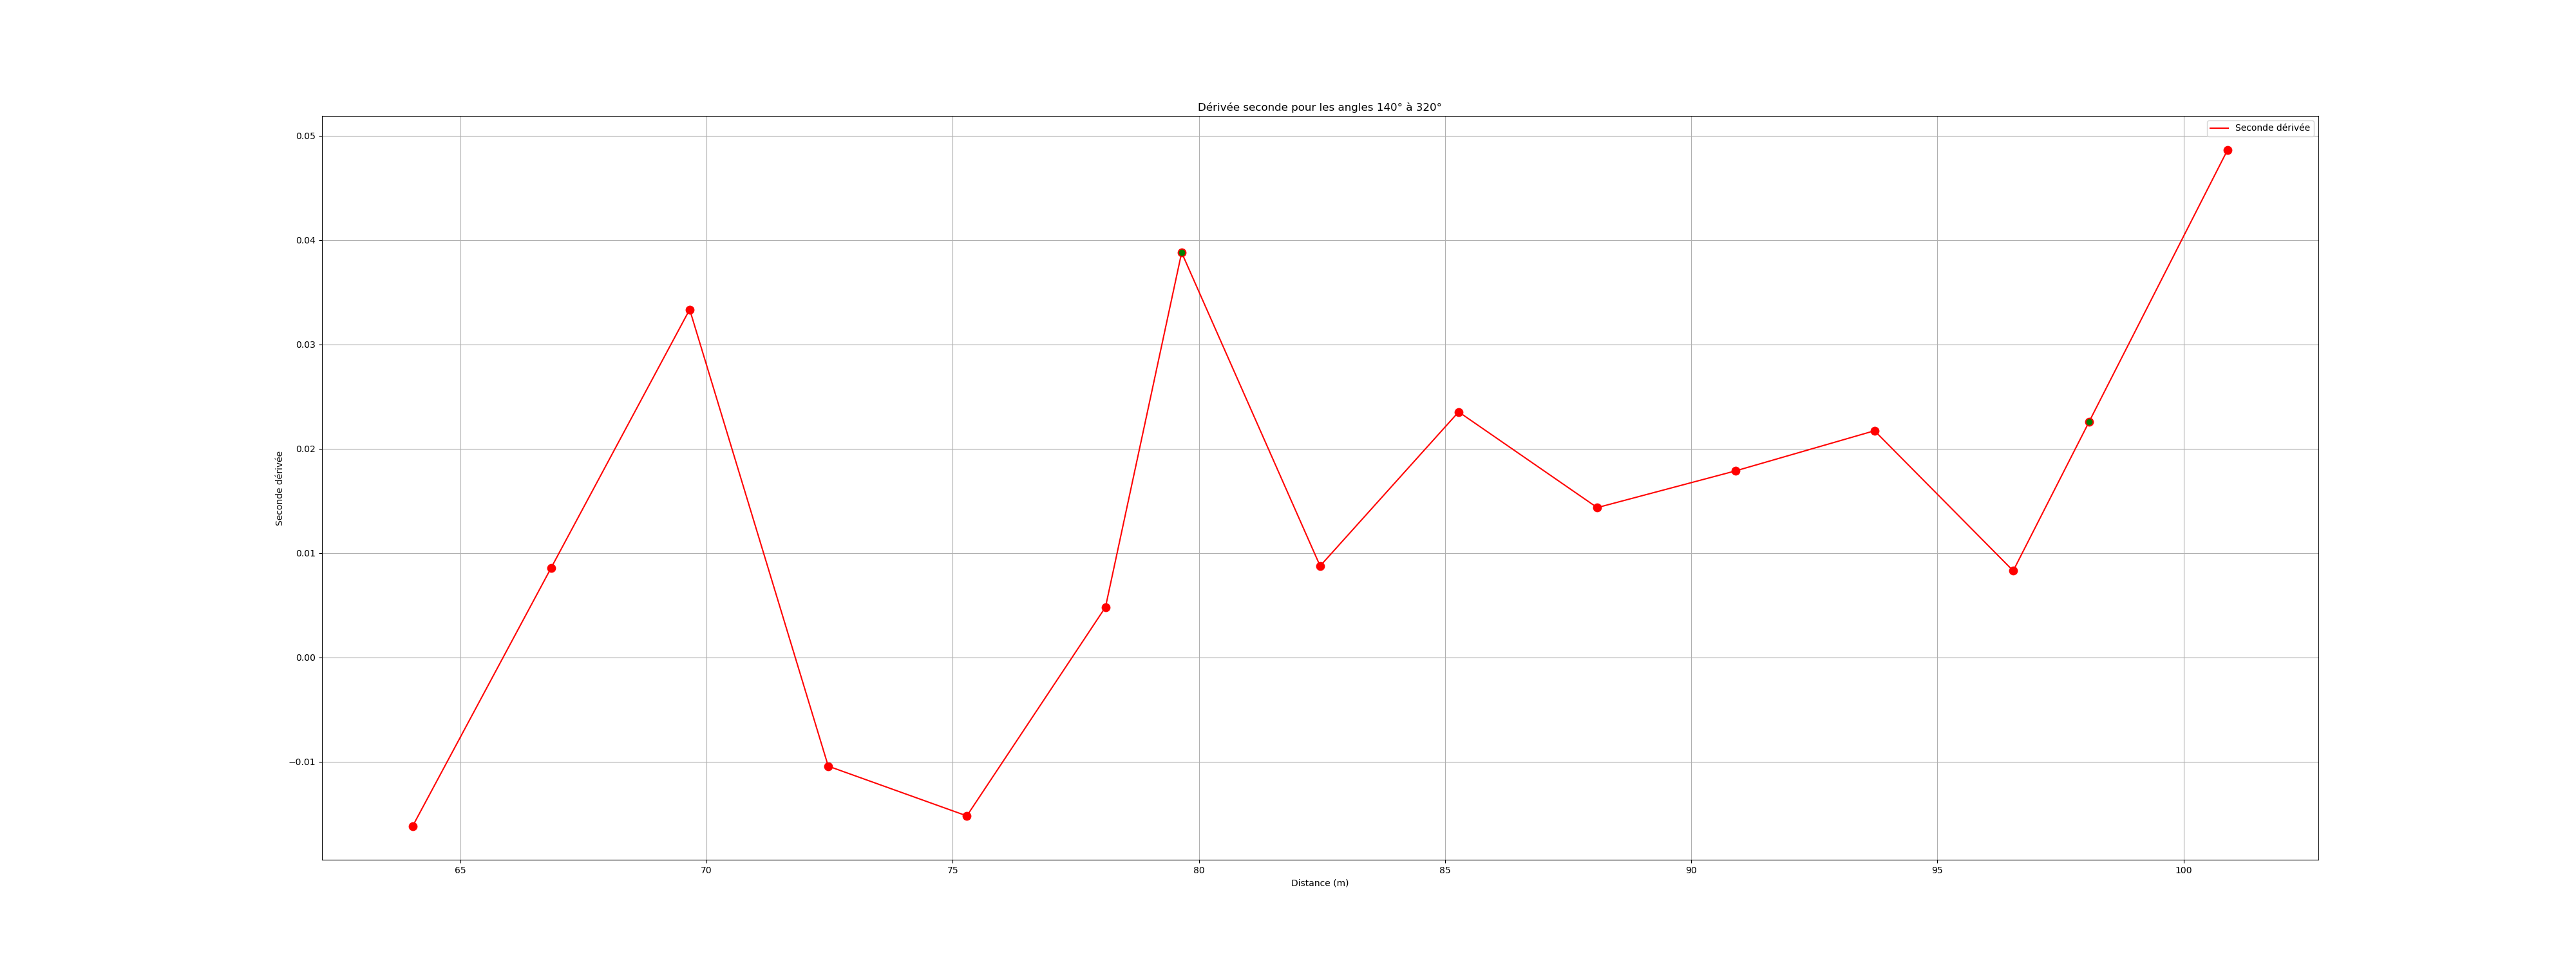 Dérivée seconde pour les angles 140° à 320°
Seconde dérivée
0.05
0.04
0.03
0.02
0.01
0.00
−0.01
Seconde dérivée
65 70 75 80 85 90 95 100
Distance (m)